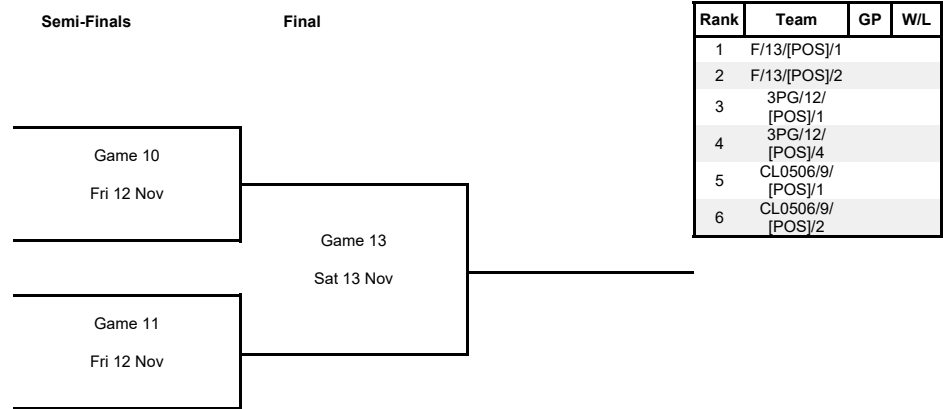 Semi-Finals Final
Rank Team GP W/L
1 F/13/[POS]/1
2 F/13/[POS]/2
3 3PG/12/
[POS]/1
4 3PG/12/
[POS]/4
5 CL0506/9/
[POS]/1
6 CL0506/9/
[POS]/2
Game 10
Fri 12 Nov
Game 13
Sat 13 Nov
Game 11
Fri 12 Nov